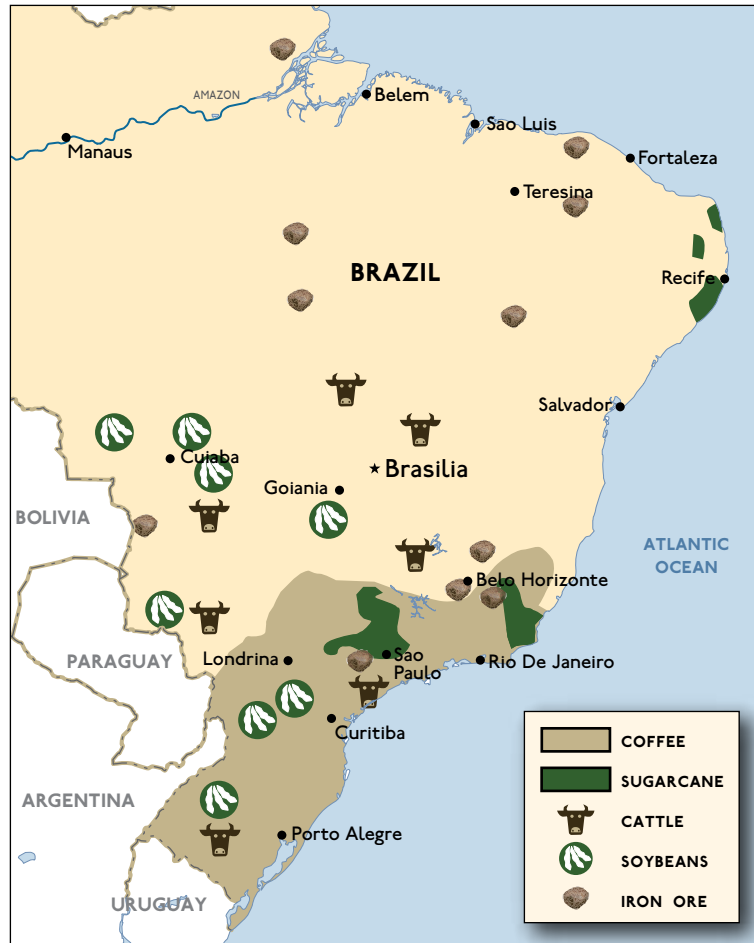 AMAZON
Belem
Sao Luis
Manaus
Fortaleza
Teresina
BRAZIL
Recife
Salvador
Cuiaba
Brasilia
Goiania
BOLIVIA
ATLANTIC
OCEAN
Belo Horizonte
PARAGUAY
Londrina
Sao
Paulo
Rio De Janeiro
Curitiba
ARGENTINA
Porto Alegre
URUGUAY
COFFEE
SUGARCANE
CATTLE
SOYBEANS
IRON ORE